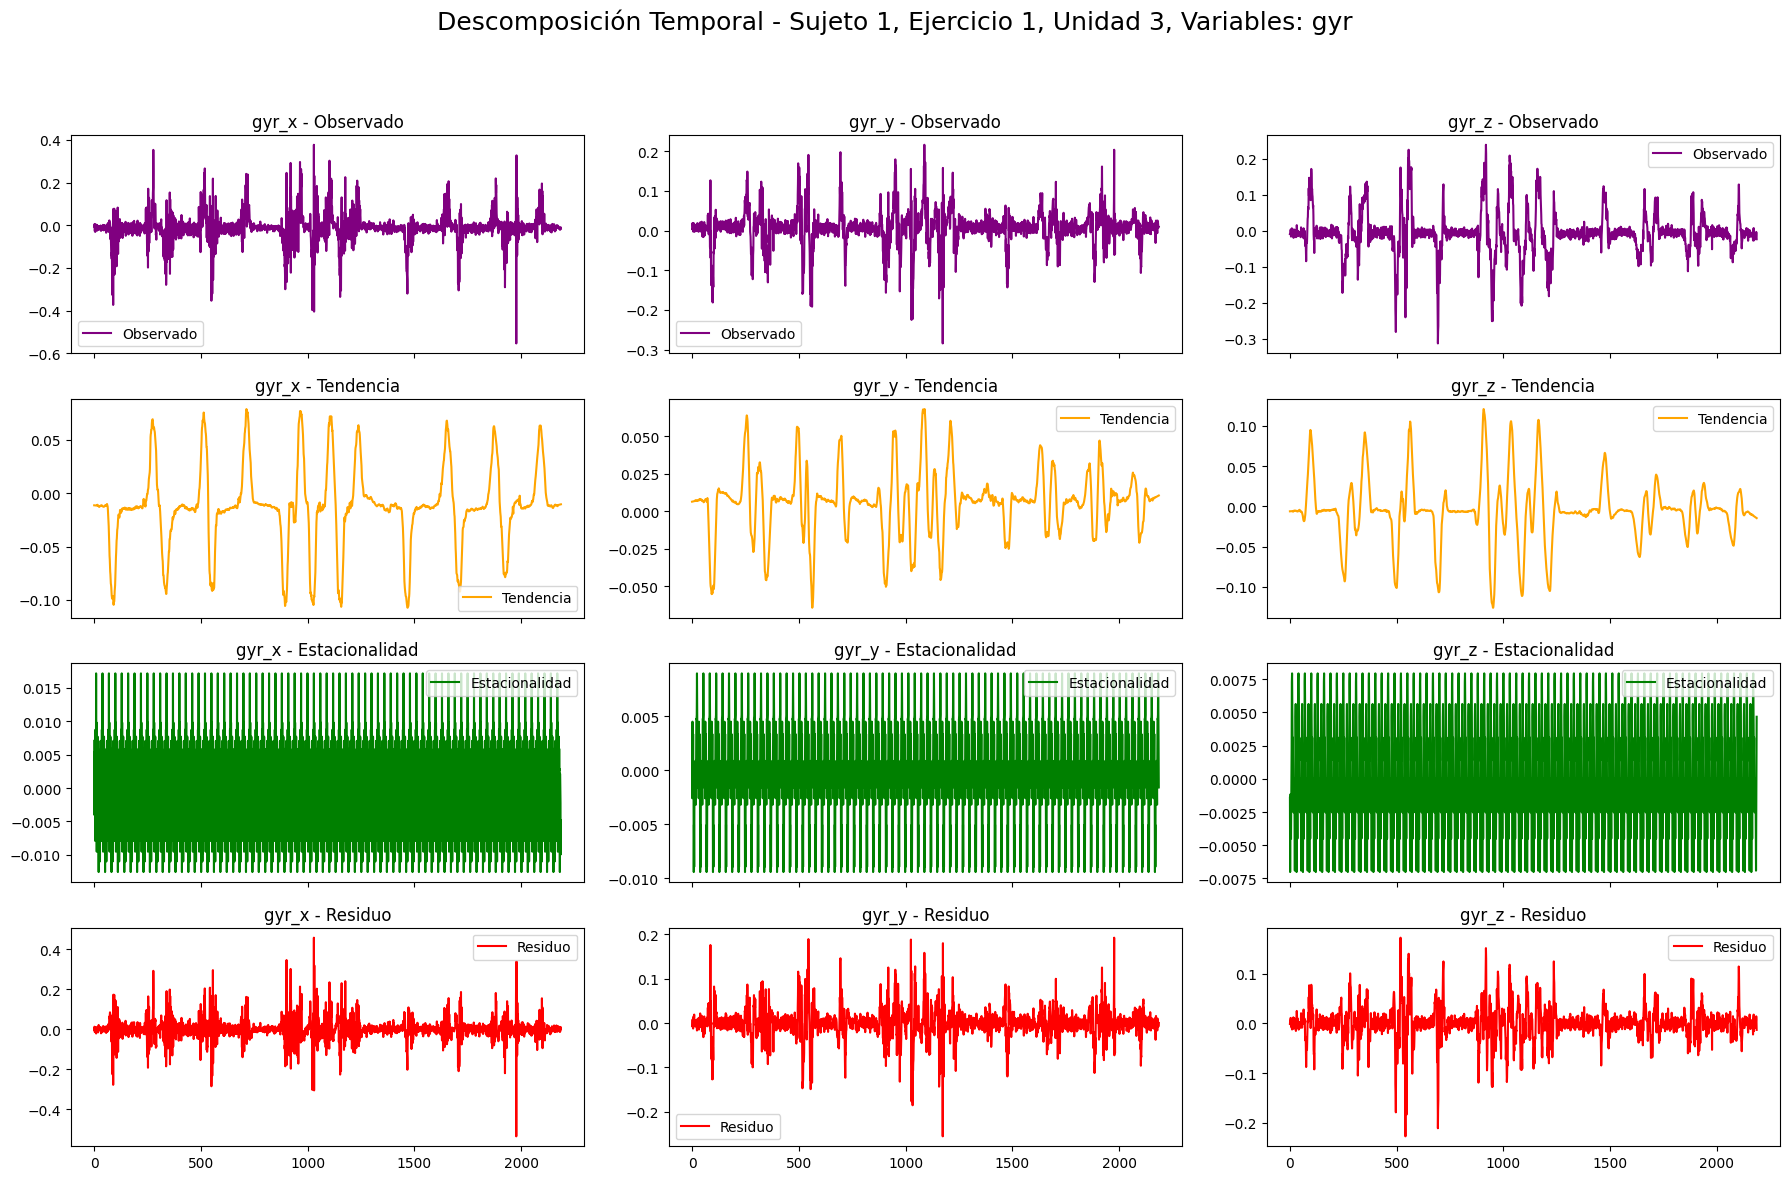 Descomposición Temporal - Sujeto 1, Ejercicio 1, Unidad 3, Variables: gyr
gyr_x - Observado
0.4
0.2
0.0
−0.2
−0.4
−0.6
Observado
gyr_y - Observado
0.2
0.1
0.0
−0.1
−0.2
−0.3
Observado
gyr_z - Observado
0.2
0.1
0.0
−0.1
−0.2
−0.3
Observado
gyr_x - Tendencia
0.05
0.00
−0.05
−0.10
Tendencia
gyr_y - Tendencia
0.050
0.025
0.000
−0.025
−0.050
Tendencia
gyr_z - Tendencia
0.10
0.05
0.00
−0.05
−0.10
Tendencia
gyr_x - Estacionalidad
0.015
0.010
0.005
0.000
−0.005
−0.010
Estacionalidad
gyr_y - Estacionalidad
0.005
0.000
−0.005
−0.010
Estacionalidad
gyr_z - Estacionalidad
0.0075
0.0050
0.0025
0.0000
−0.0025
−0.0050
−0.0075
Estacionalidad
gyr_x - Residuo
0.4
0.2
0.0
−0.2
−0.4
Residuo
0 500 1000 1500 2000
gyr_y - Residuo
0.2
0.1
0.0
−0.1
−0.2
Residuo
0 500 1000 1500 2000
gyr_z - Residuo
0.1
0.0
−0.1
−0.2
Residuo
0 500 1000 1500 2000